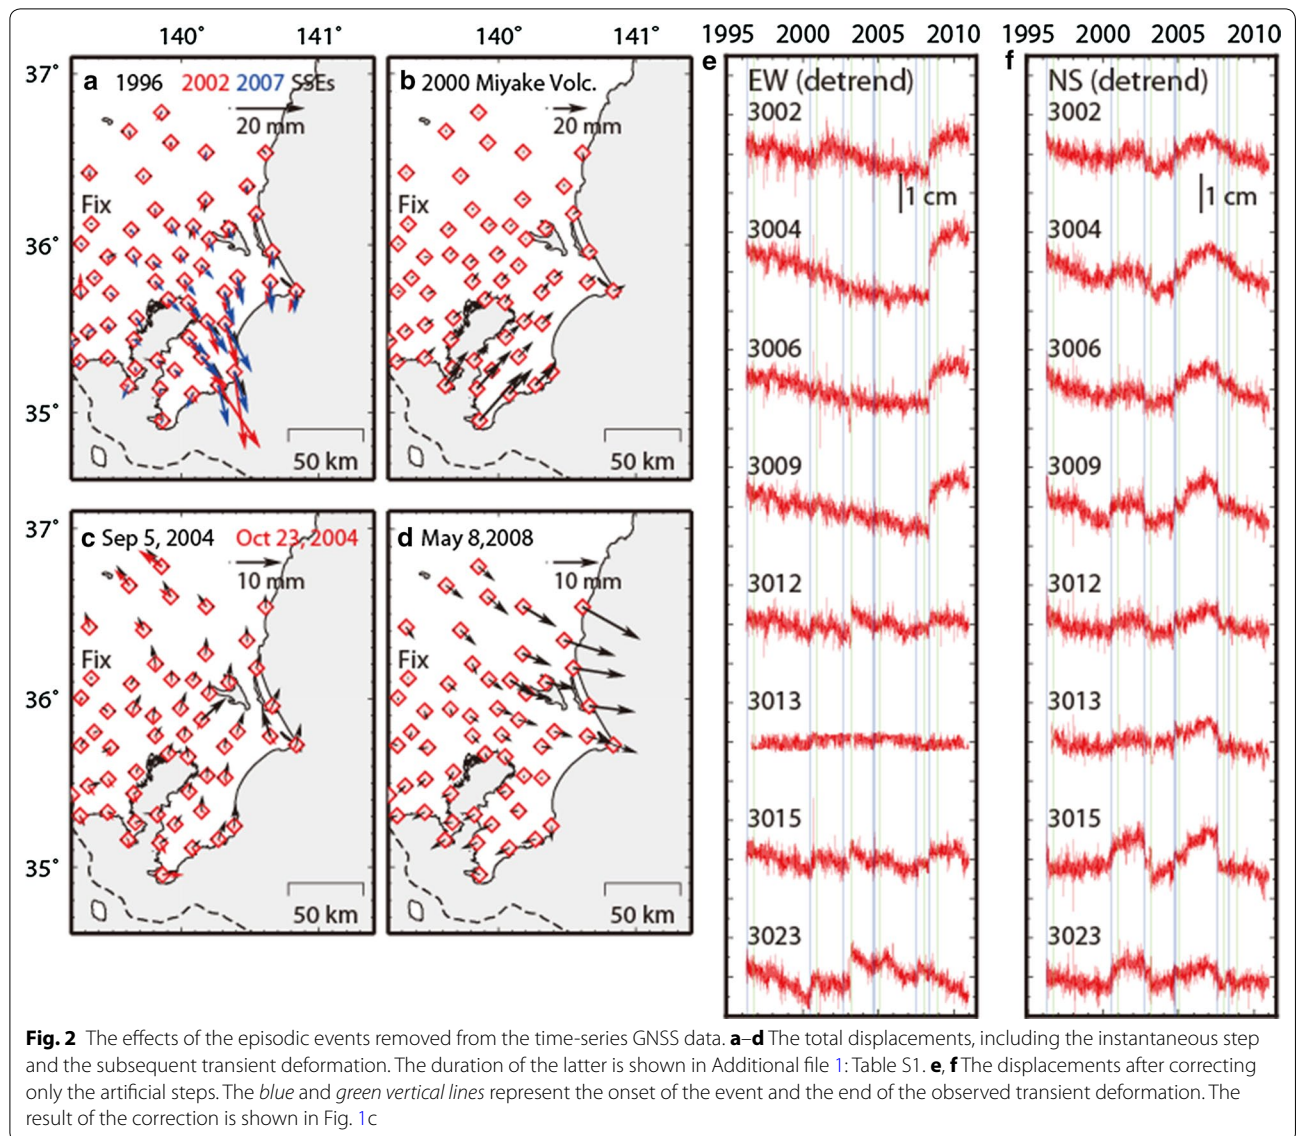 140° 141°
37°
36°
35°
a 1996 2002 2007 SSEs
20 mm
Fix
50 km
140° 141°
b 2000 Miyake Volc.
20 mm
Fix
50 km
37°
36°
35°
c Sep 5, 2004 Oct 23, 2004
10 mm
Fix
50 km
d May 8,2008
10 mm
Fix
50 km
1995 2000 2005 2010
e EW (detrend)
3002
1 cm
3004
3006
3009
3012
3013
3015
3023
1995 2000 2005 2010
f NS (detrend)
3002
1 cm
3004
3006
3009
3012
3013
3015
3023
Fig. 2 The effects of the episodic events removed from the time-series GNSS data. a–d The total displacements, including the instantaneous step
and the subsequent transient deformation. The duration of the latter is shown in Additional file 1: Table S1. e, f The displacements after correcting
only the artificial steps. The blue and green vertical lines represent the onset of the event and the end of the observed transient deformation. The
result of the correction is shown in Fig. 1c